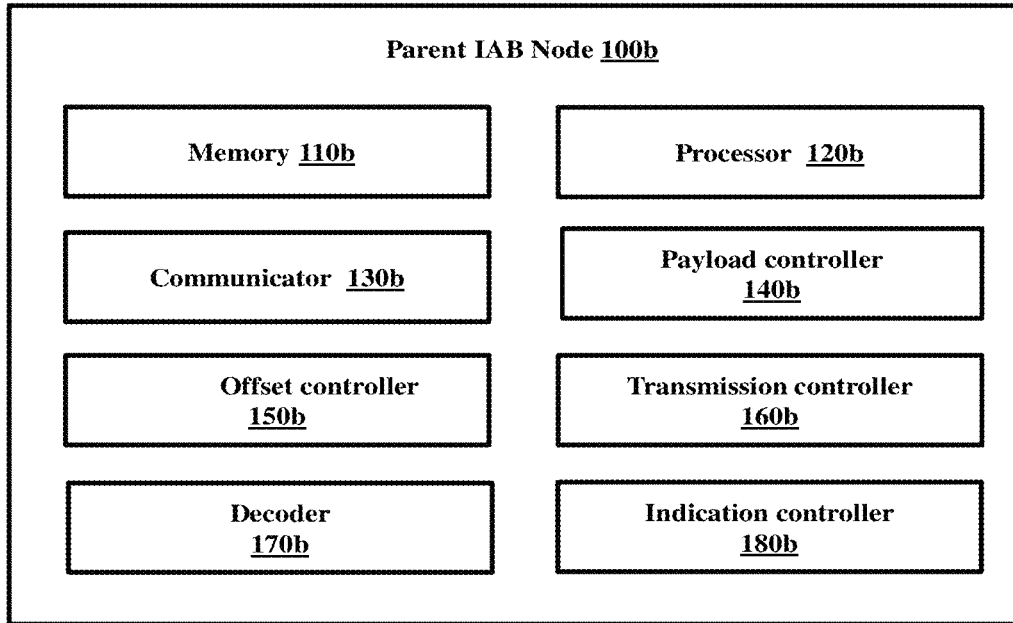 Parent IAB Node 100b
Memory 110b
Processor 120b
Communicator 130b
Payload controller
140b
Offset controller
150b
Transmission controller
160b
Decoder
170b
Indication controller
180b